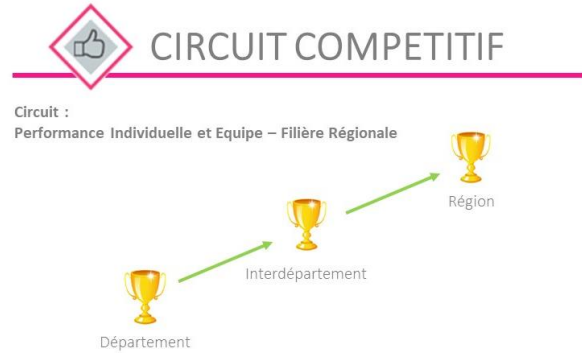 CIRCUIT COMPETITIF
Circuit :
Performance Individuelle et Equipe – Filière Régionale
Région
Interdépartement
Département